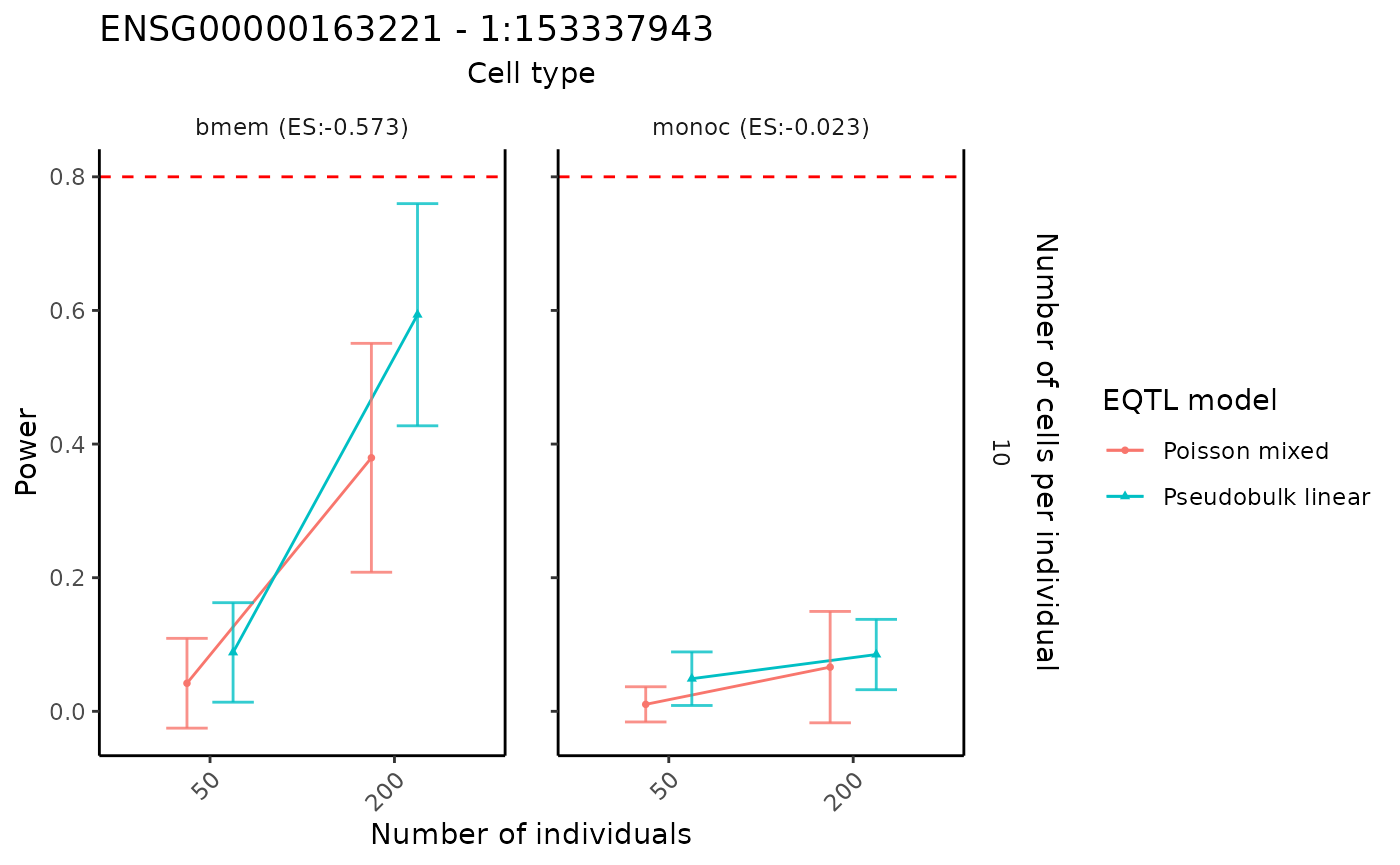 ENSG00000163221 - 1:153337943
Cell type
bmem (ES:-0.573)
monoc (ES:-0.023)
0.8
0.6
0.4
0.2
0.0
Power
50
200
50
200
Number of individuals
10
Number of cells per individual
EQTL model
Poisson mixed
Pseudobulk linear